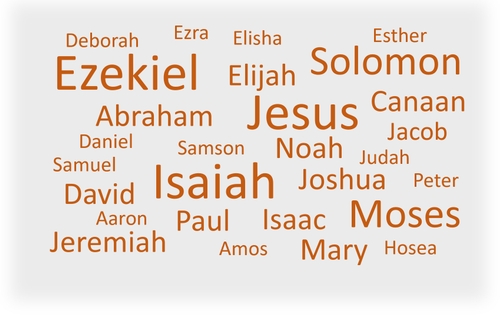 Deborah Ezra Elisha Esther
Ezekiel Elijah Solomon
Abraham Jesus Canaan
Daniel Samson Noah Jacob
Samuel Isaiah Joshua Judah Peter
David
Aaron Paul Isaac Moses
Jeremiah Amos Mary Hosea